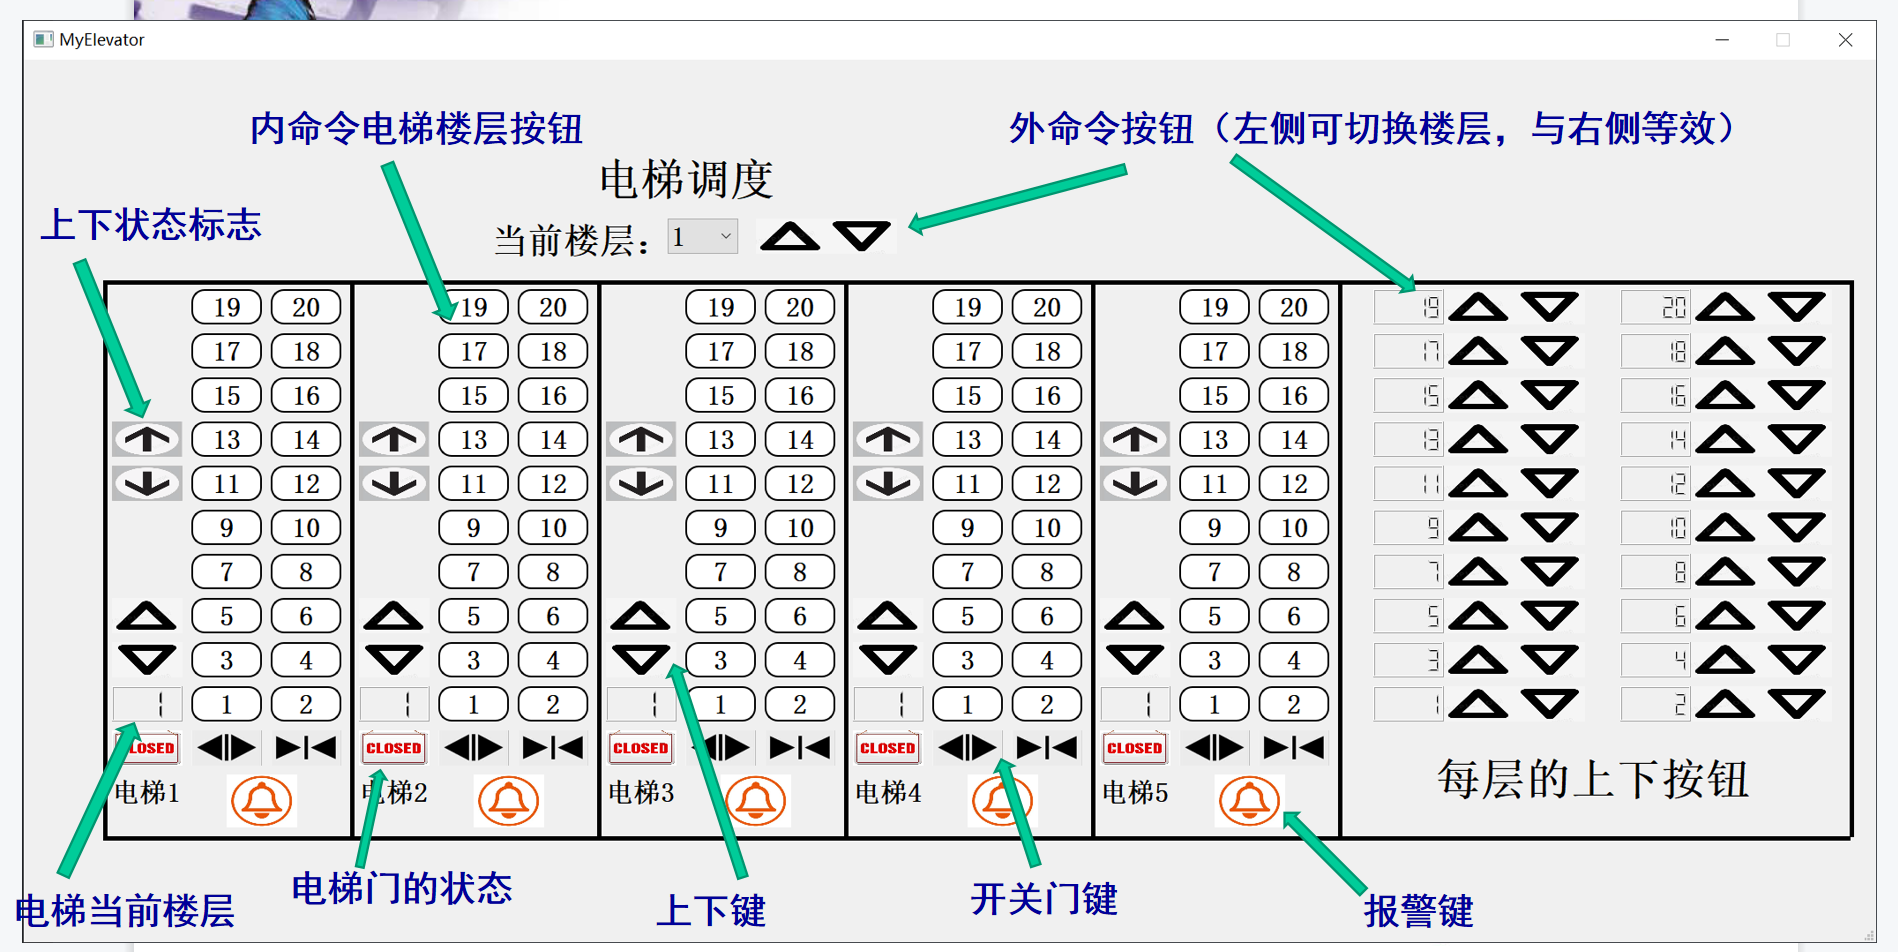 MyElevator
内命令电梯楼层按钮
外命令按钮（左侧可切换楼层，与右侧等效）
电梯调度
上下状态标志
当前楼层： 1
19 20 19 20 19 20 19 20 19 20 19 20
17 18 17 18 17 18 17 18 17 18 17 18
15 16 15 16 15 16 15 16 15 16 15 16
13 14 13 14 13 14 13 14 13 14 13 14
11 12 11 12 11 12 11 12 11 12 11 12
9 10 9 10 9 10 9 10 9 10 9 10
7 8 7 8 7 8 7 8 7 8 7 8
5 6 5 6 5 6 5 6 5 6 5 6
3 4 3 4 3 4 3 4 3 4 3 4
1 1 2 1 1 2 1 1 2 1 1 2 1 1 2 1 2
CLOSED CLOSED CLOSED CLOSED CLOSED
电梯1 电梯2 电梯3 电梯4 电梯5
每层的上下按钮
电梯当前楼层
电梯门的状态
上下键
开关门键
报警键